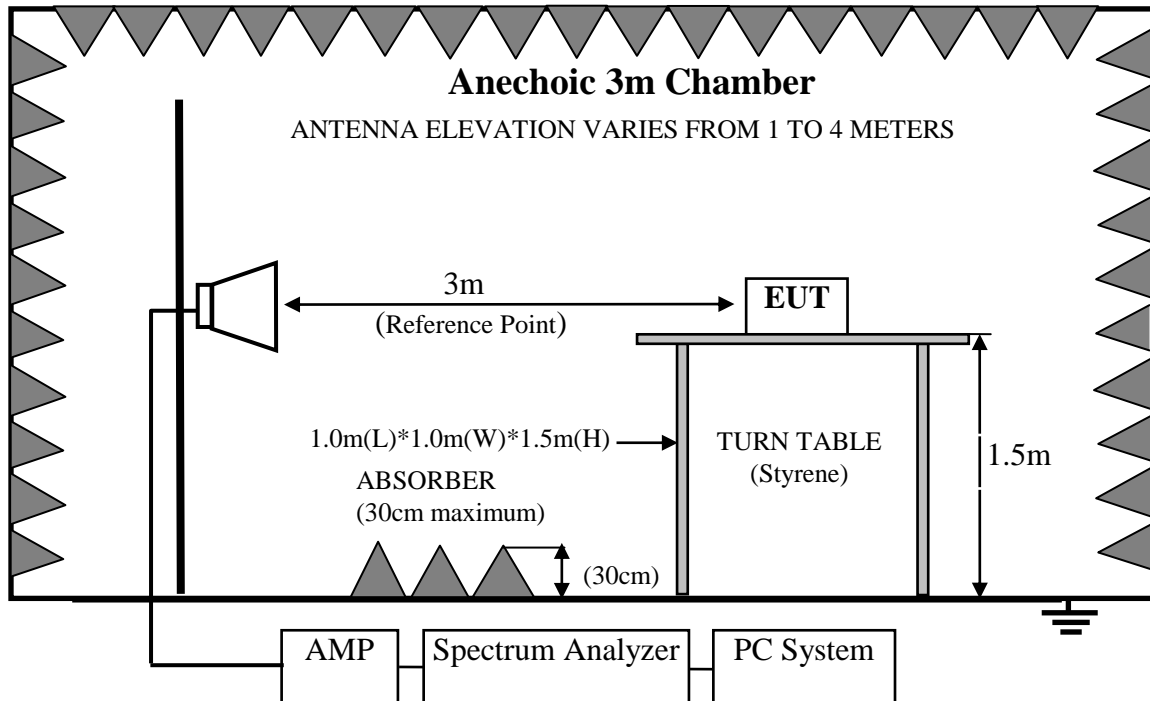 Anechoic 3m Chamber
ANTENNA ELEVATION VARIES FROM 1 TO 4 METERS
3m
(Reference Point)
EUT
1.0m(L)*1.0m(W)*1.5m(H)
TURN TABLE
(Styrene)
1.5m
ABSORBER
(30cm maximum)
(30cm)
AMP
Spectrum Analyzer
PC System